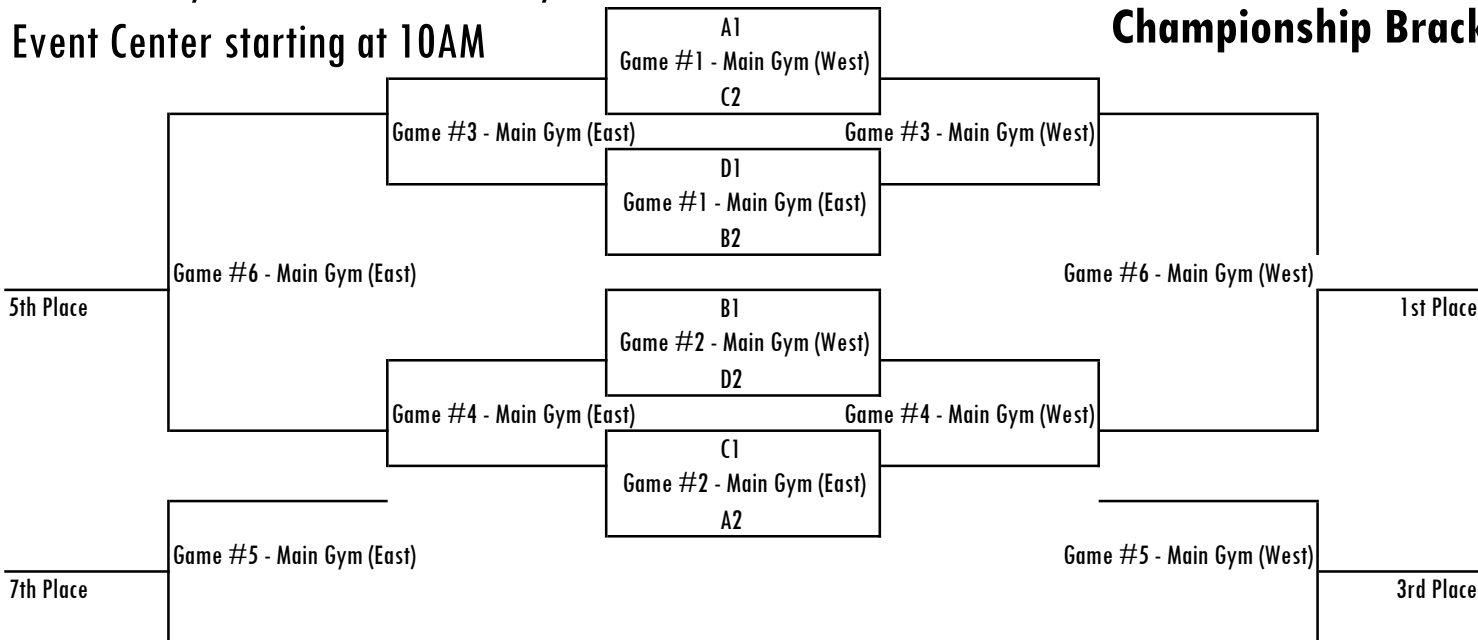 Event Center starting at 10AM
Championship Brack
A1
Game #1 - Main Gym (West)
C2
Game #3 - Main Gym (East)
Game #3 - Main Gym (West)
D1
Game #1 - Main Gym (East)
B2
Game #6 - Main Gym (East)
Game #6 - Main Gym (West)
5th Place
B1
1st Place
Game #2 - Main Gym (West)
D2
Game #4 - Main Gym (East)
Game #4 - Main Gym (West)
C1
Game #2 - Main Gym (East)
A2
Game #5 - Main Gym (East)
Game #5 - Main Gym (West)
7th Place
3rd Place